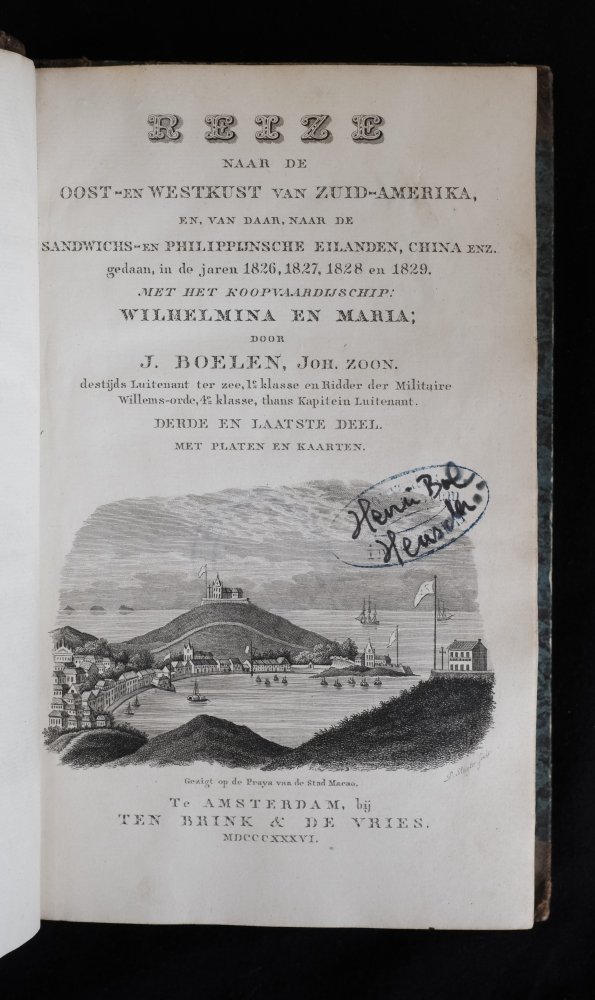 REIZE
NAAR DE
OOST-EN WESTKUST VAN ZUID-AMERIKA,
EN, VAN DAAR, NAAR DE
SANDWICHS-EN PHILIPPIJNSCHE EILANDEN, CHINA ENZ.
gedaan, in de jaren 1826, 1827, 1828 en 1829.
MET HET KOOPVAARDIJSCHIP:
WILHELMINA EN MARIA;
DOOR
J. BOELEN, JOH. ZOON.
destijds Luitenant ter zee, 1e klasse en Ridder der Militaire
Willems-orde, 4e klasse, thans Kapitein Luitenant.
DERDE EN LAATSTE DEEL.
MET PLATEN EN KAARTEN.
Henri Bol
Gezigt op de Praya van de Stad Macao.
Te AMSTERDAM, bij
TEN BRINK & DE VRIES.
MDCCCXXXVI.